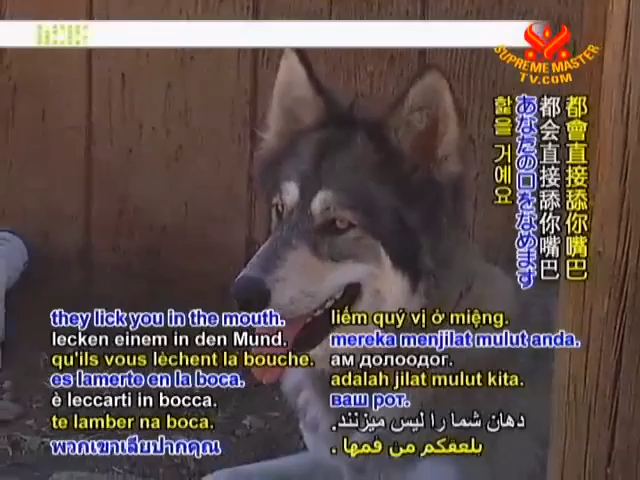 SUPREME MASTER
TV.COM
都會直接舔你嘴巴
都会直接舔你嘴巴
あなたの口をなめます
핥을 거예요
they lick you in the mouth.
lecken einem in den Mund.
qu'ils vous lèchent la bouche.
es lamerte en la boca.
è leccarti in bocca.
te lamber na boca.
พวกเขาเลียปากคุณ
liếm quý vị ở miệng.
mereka menjilat mulut anda.
ам долоодог.
adalah jilat mulut kita.
ваш рот.
دهان شما را ليس ميزنند.
بلعقكم من فمها .